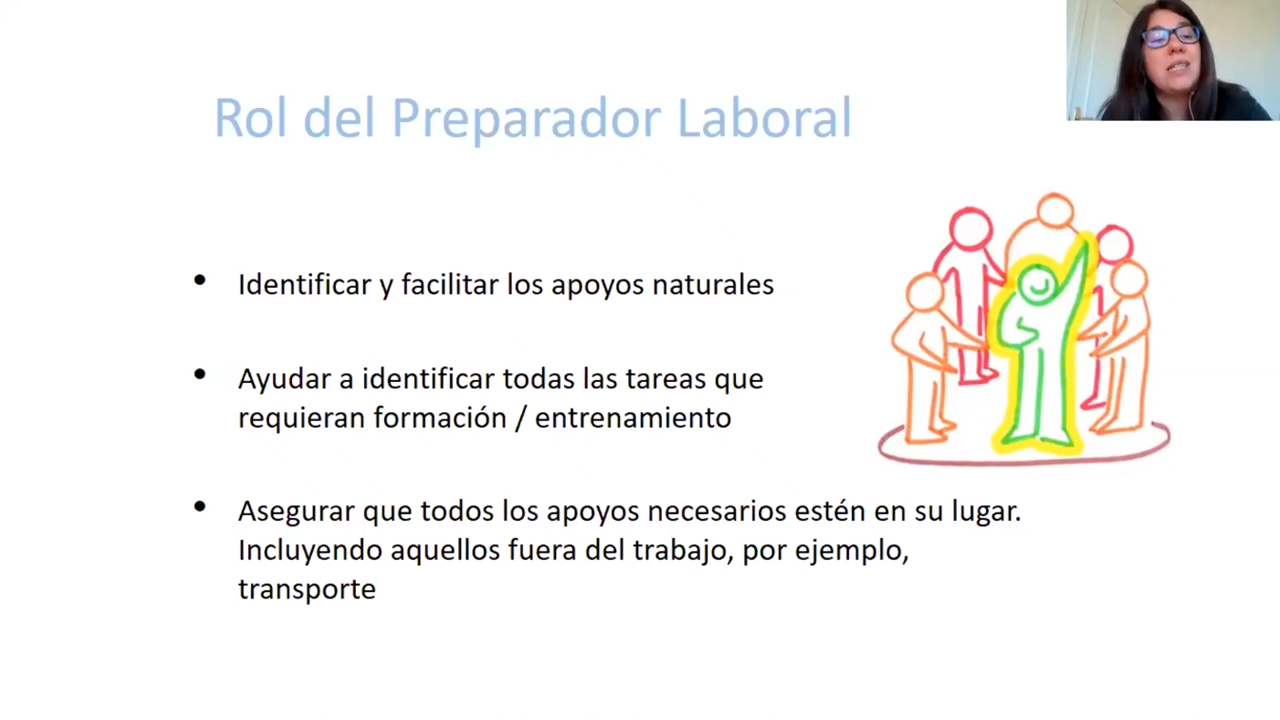 Rol del Preparador Laboral
• Identificar y facilitar los apoyos naturales
• Ayudar a identificar todas las tareas que
requieran formación / entrenamiento
• Asegurar que todos los apoyos necesarios estén en su lugar.
Incluyendo aquellos fuera del trabajo, por ejemplo,
transporte